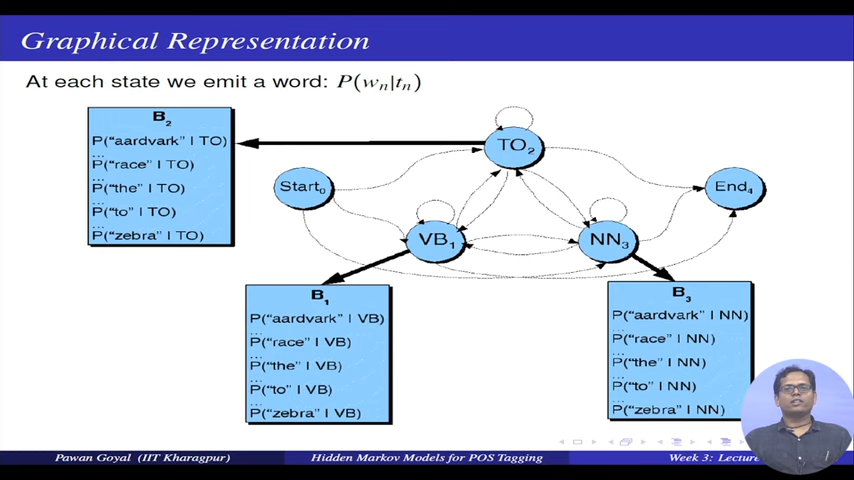 Graphical Representation
At each state we emit a word: P(wn|tn)
B2
P("aardvark" | TO)
...
P("race" | TO)
...
P("the" | TO)
...
P("to" | TO)
...
P("zebra" | TO)
TO2
Start0
End4
VB1
NN3
B1
P("aardvark" | VB)
...
P("race" | VB)
...
P("the" | VB)
...
P("to" | VB)
...
P("zebra" | VB)
B3
P("aardvark" | NN)
...
P("race" | NN)
...
P("the" | NN)
...
P("to" | NN)
...
P("zebra" | NN)
Pawan Goyal (IIT Kharagpur) Hidden Markov Models for POS Tagging Week 3: Lecture